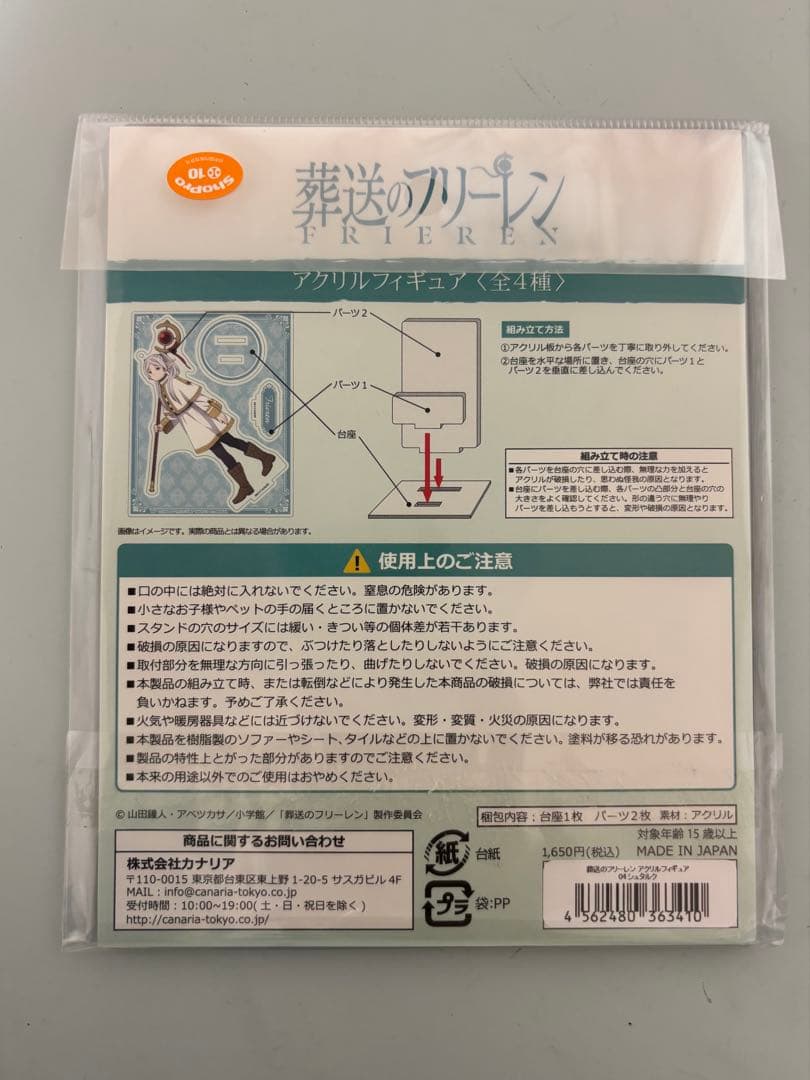 ShoPro
10
葬送のフリーレン
FRIEREN
アクリルフィギュア〈全4種〉
パーツ2
パーツ1
台座
Frieren
組み立て方法
①アクリル板から各パーツを丁寧に取り外してください。
②台座を水平な場所に置き、台座の穴にパーツ1と
パーツ2を垂直に差し込んでください。
組み立て時の注意
■各パーツを台座の穴に差し込む際、無理な力を加えると
アクリルが破損したり、思わぬ怪我の原因となります。
■台座にパーツを差し込む際、各パーツの凸部分と台座の穴の
大きさをよく確認してください。形の違う穴に無理やり
パーツを差し込もうとすると、変形や破損の原因となります。
画像はイメージです。実際の商品とは異なる場合があります。
使用上のご注意
■口の中には絶対に入れないでください。窒息の危険があります。
■小さなお子様やペットの手の届くところに置かないでください。
■スタンドの穴のサイズには緩い・きつい等の個体差が若干あります。
■破損の原因になりますので、ぶつけたり落としたりしないようにご注意ください。
■取付部分を無理な方向に引っ張ったり、曲げたりしないでください。破損の原因になります。
■本製品の組み立て時、または転倒などにより発生した本商品の破損については、弊社では責任を
負いかねます。予めご了承ください。
■火気や暖房器具などには近づけないでください。変形・変質・火災の原因になります。
■本製品を樹脂製のソファーやシート、タイルなどの上に置かないでください。塗料が移る恐れがあります。
■製品の特性上とがった部分がありますのでご注意ください。
■本来の用途以外でのご使用はおやめください。
© 山田鐘人・アベツカサ／小学館／「葬送のフリーレン」製作委員会
梱包内容：台座1枚 パーツ2枚 素材：アクリル
対象年齢15歳以上
1,650円(税込) MADE IN JAPAN
商品に関するお問い合わせ
株式会社カナリア
〒110-0015 東京都台東区東上野 1-20-5 サスガビル 4F
MAIL：info@canaria-tokyo.co.jp
受付時間：10:00~19:00( 土・日・祝日を除く )
http://canaria-tokyo.co.jp/
紙 台紙
プラ 袋:PP
葬送のフリーレン アクリルフィギュア
04 シュタルク
4 562480 363410